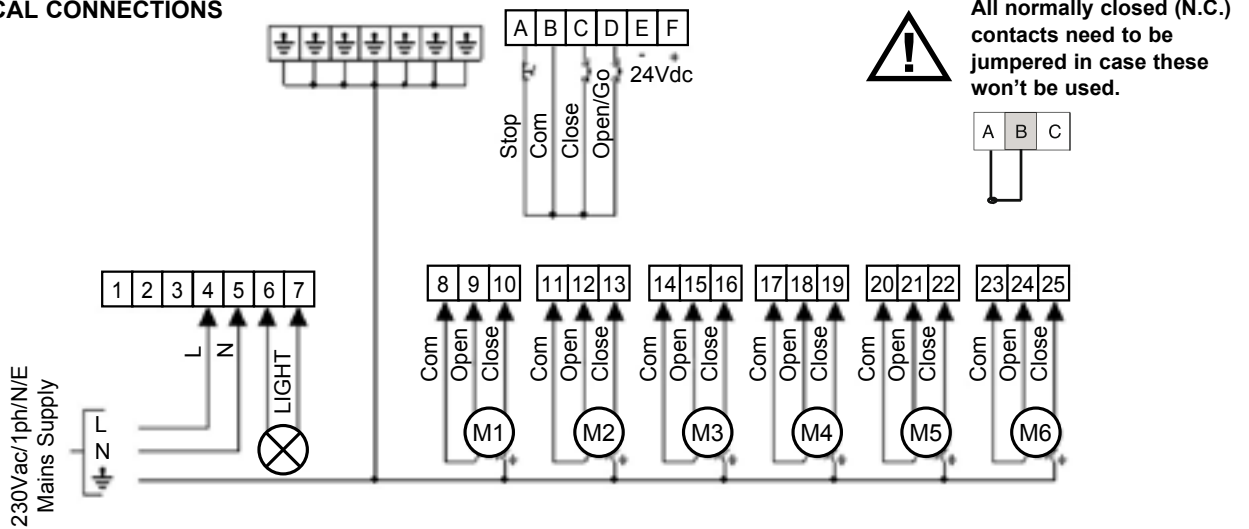 CAL CONNECTIONS
A B C D E F
- +
24Vdc
Stop
Com
Close
Open/Go
All normally closed (N.C.)
contacts need to be
jumpered in case these
won't be used.
A B C
1 2 3 4 5 6 7
L
N
LIGHT
230Vac/1ph/N/E
Mains Supply
L
N
8 9 10
Com
Open
Close
M1
11 12 13
Com
Open
Close
M2
14 15 16
Com
Open
Close
M3
17 18 19
Com
Open
Close
M4
20 21 22
Com
Open
Close
M5
23 24 25
Com
Open
Close
M6